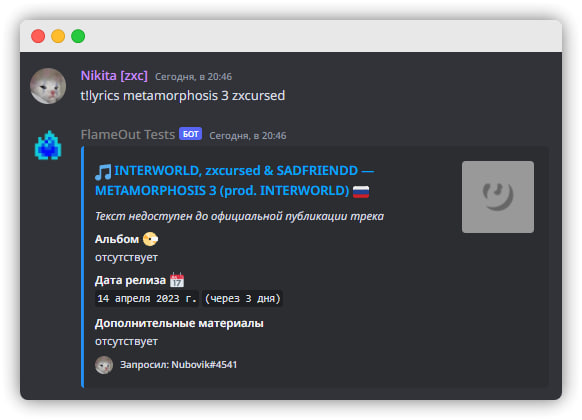 Nikita [zxc] Сегодня, в 20:46
t!lyrics metamorphosis 3 zxcursed
FlameOut Tests БОТ Сегодня, в 20:46
INTERWORLD, zxcursed & SADFRIENDD —
METAMORPHOSIS 3 (prod. INTERWORLD)
Текст недоступен до официальной публикации трека
Альбом
отсутствует
Дата релиза
14 апреля 2023 г. (через 3 дня)
Дополнительные материалы
отсутствует
Запросил: Nubovik#4541